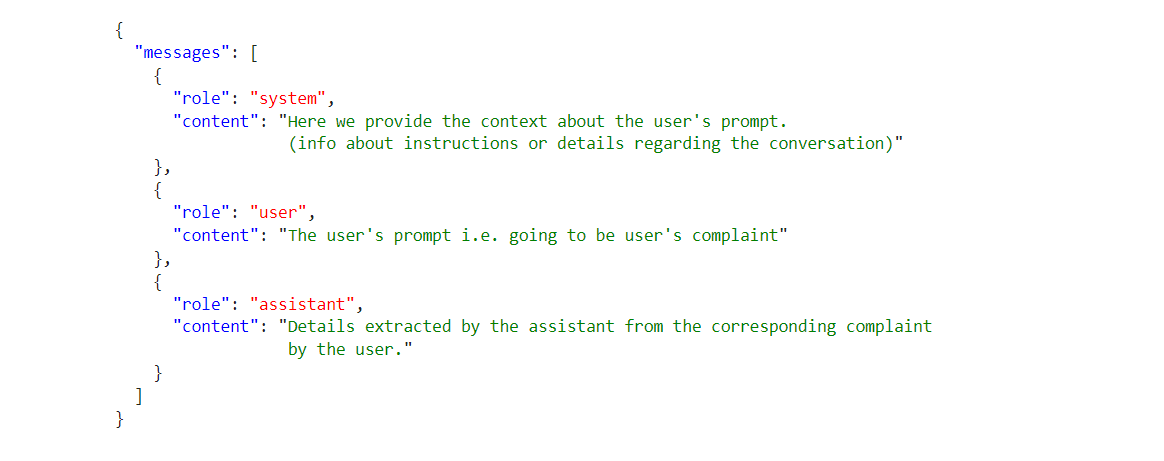 {
"messages": [
{
"role": "system",
"content": "Here we provide the context about the user's prompt.
(info about instructions or details regarding the conversation)"
},
{
"role": "user",
"content": "The user's prompt i.e. going to be user's complaint"
},
{
"role": "assistant",
"content": "Details extracted by the assistant from the corresponding complaint
by the user."
}
]
}